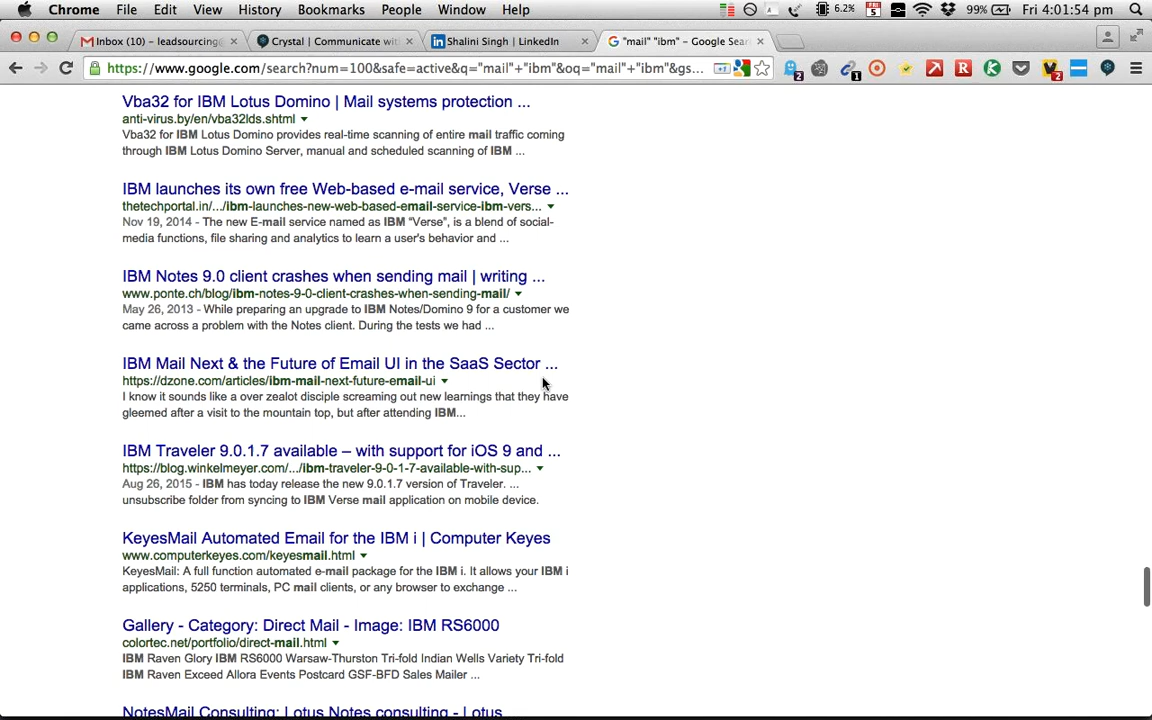 Chrome File Edit View History Bookmarks People Window Help 6.2% FRI 5 99% Fri 4:01:54 pm
Inbox (0) – leadsourcing@ Crystal | Communicate wit Shalini Singh | LinkedIn "mail" "ibm" – Google Sear
https://www.google.com/search?num=100&safe=active&q="mail"+"ibm"&oq="mail"+"ibm"&gs...
Vba32 for IBM Lotus Domino | Mail systems protection ...
anti-virus.by/en/vba32lds.shtml
Vba32 for IBM Lotus Domino provides real-time scanning of entire mail traffic coming
through IBM Lotus Domino Server, manual and scheduled scanning of IBM ...
IBM launches its own free Web-based e-mail service, Verse ...
thetechportal.in/.../ibm-launches-new-web-based-email-service-ibm-vers...
Nov 19, 2014 - The new E-mail service named as IBM "Verse", is a blend of social-
media functions, file sharing and analytics to learn a user's behavior and ...
IBM Notes 9.0 client crashes when sending mail | writing ...
www.ponte.ch/blog/ibm-notes-9-0-client-crashes-when-sending-mail/
May 26, 2013 - While preparing an upgrade to IBM Notes/Domino 9 for a customer we
came across a problem with the Notes client. During the tests we had ...
IBM Mail Next & the Future of Email UI in the SaaS Sector ...
https://dzone.com/articles/ibm-mail-next-future-email-ui
I know it sounds like a over zealot disciple screaming out new learnings that they have
gleemed after a visit to the mountain top, but after attending IBM...
IBM Traveler 9.0.1.7 available – with support for iOS 9 and ...
https://blog.winkelmeyer.com/.../ibm-traveler-9-0-1-7-available-with-sup...
Aug 26, 2015 - IBM has today release the new 9.0.1.7 version of Traveler. ...
unsubscribe folder from syncing to IBM Verse mail application on mobile device.
KeyesMail Automated Email for the IBM i | Computer Keyes
www.computerkeyes.com/keyesmail.html
KeyesMail: A full function automated e-mail package for the IBM i. It allows your IBM i
applications, 5250 terminals, PC mail clients, or any browser to exchange ...
Gallery - Category: Direct Mail - Image: IBM RS6000
colortec.net/portfolio/direct-mail.html
IBM Raven Glory IBM RS6000 Warsaw-Thurston Tri-fold Indian Wells Variety Tri-fold
IBM Raven Exceed Allora Events Postcard GSF-BFD Sales Mailer ...
NotesMail Consulting: Lotus Notes consulting - Lotus